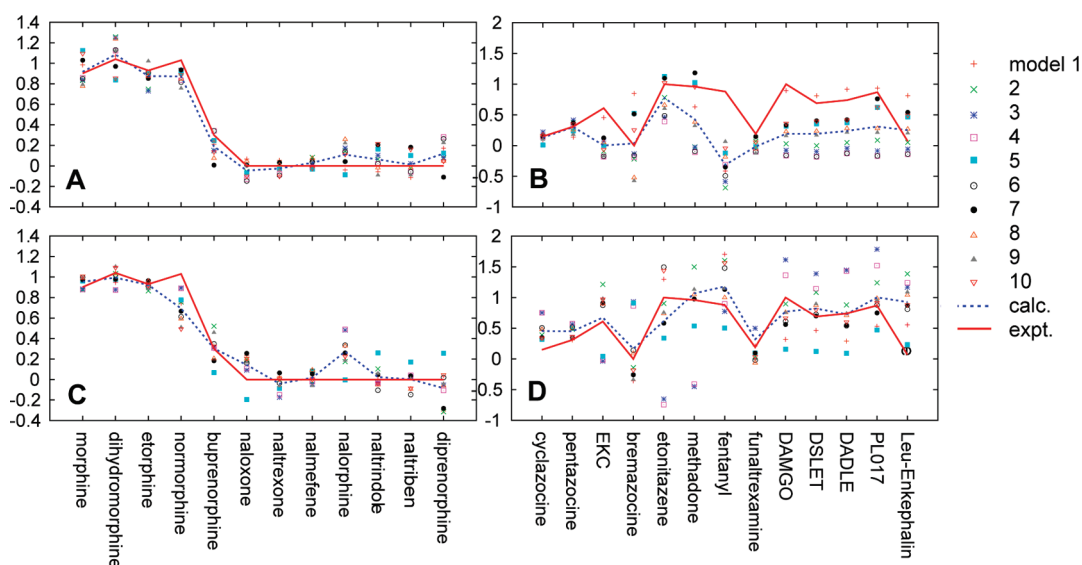 1.4
1.2
1
0.8
0.6
0.4
0.2
0
-0.2
-0.4
A
2
1.5
1
0.5
0
-0.5
-1
B
1.4
1.2
1
0.8
0.6
0.4
0.2
0
-0.2
-0.4
C
2
1.5
1
0.5
0
-0.5
-1
D
morphine
dihydromorphine
etorphine
normorphine
buprenorphine
naloxone
naltrexone
nalmefene
nalorphine
naltrindole
naltriben
diprenorphine
cyclazocine
pentazocine
EKC
bremazocine
etonitazene
methadone
fentanyl
funaltrexamine
DAMGO
DSLET
DADLE
PL017
Leu-Enkephalin
model 1
2
3
4
5
6
7
8
9
10
calc.
expt.